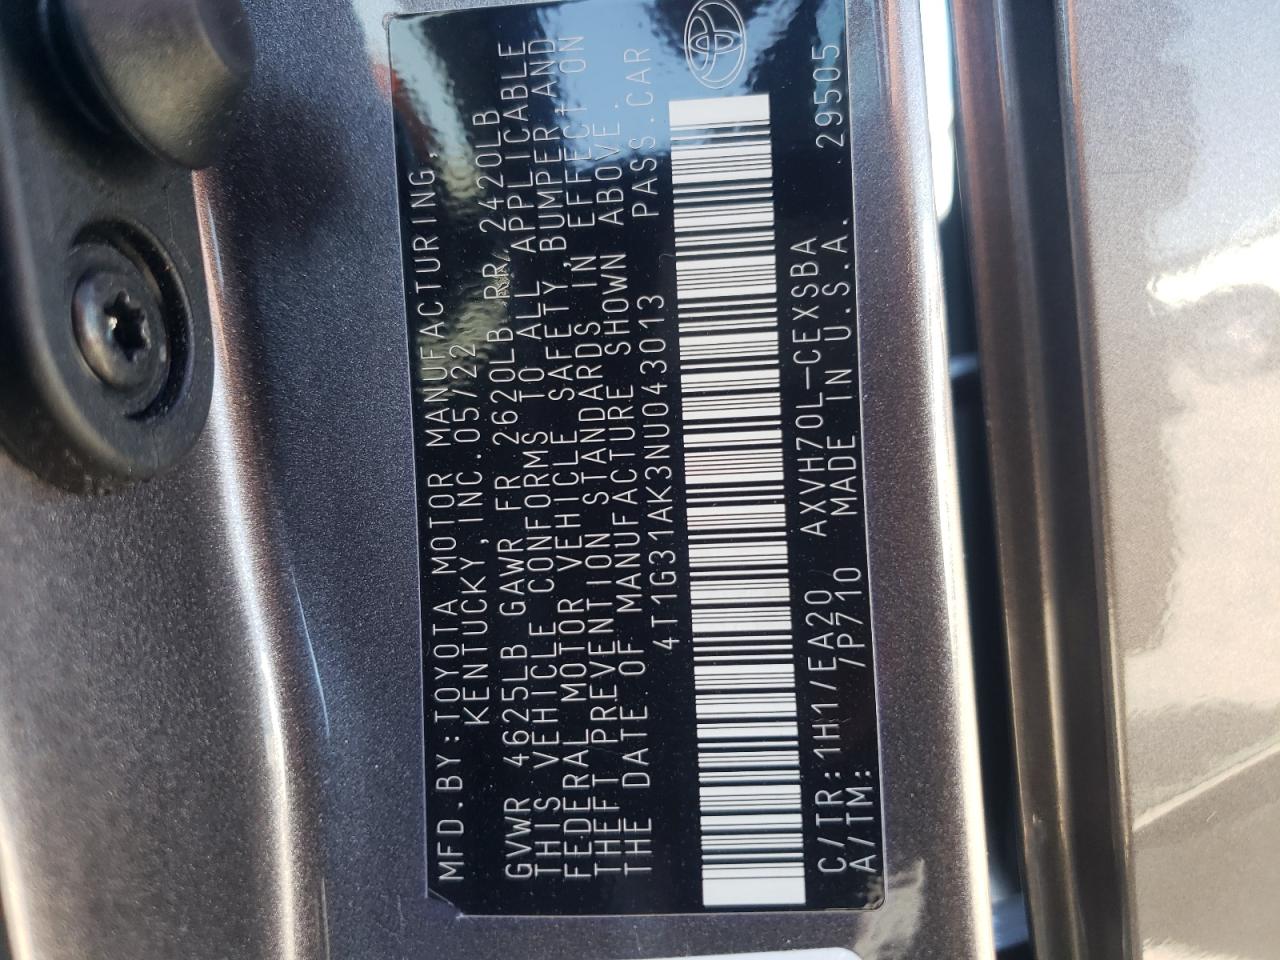 MFD.BY:TOYOTA MOTOR MANUFACTURING,
KENTUCKY,INC.05/22
GVWR 4625LB GAWR FR 2620LB RR 2420LB
THIS VEHICLE CONFORMS TO ALL APPLICABLE
FEDERAL MOTOR VEHICLE SAFETY,BUMPER AND
THEFT PREVENTION STANDARDS IN EFFECT ON
THE DATE OF MANUFACTURE SHOWN ABOVE.
4T1G31AK3NU043013 PASS.CAR
C/TR:1H1/EA20 AXVH70L-CEXSBA 29505
A/TM: /P710 MADE IN U.S.A.